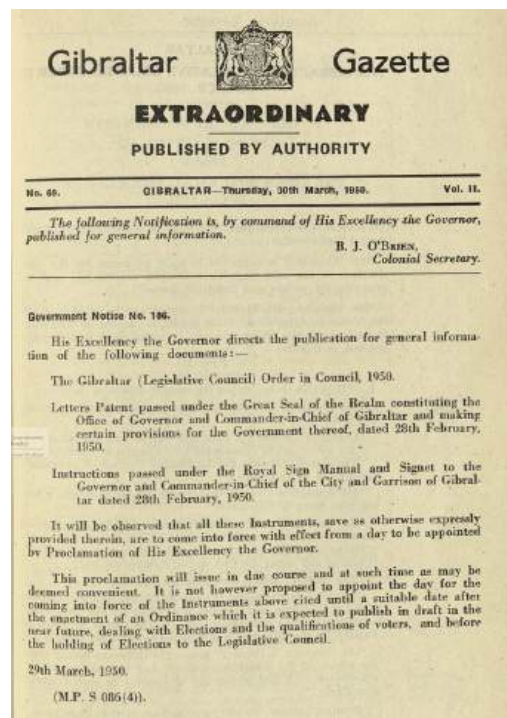 Gibraltar Gazette
EXTRAORDINARY
PUBLISHED BY AUTHORITY
No. 68. GIBRALTAR—Thursday, 30th March, 1950. Vol. II.
The following Notification is, by command of His Excellency the Governor,
published for general information.
B. J. O'BRIEN,
Colonial Secretary.
Government Notice No. 106.
His Excellency the Governor directs the publication for general informa-
tion of the following documents:—
The Gibraltar (Legislative Council) Order in Council, 1950.
Letters Patent passed under the Great Seal of the Realm constituting the
Office of Governor and Commander-in-Chief of Gibraltar and making
certain provisions for the Government thereof, dated 28th February,
1950.
Instructions passed under the Royal Sign Manual and Signet to the
Governor and Commander-in-Chief of the City and Garrison of Gibral-
tar dated 28th February, 1950.
It will be observed that all these Instruments, save as otherwise expressly
provided therein, are to come into force with effect from a day to be appointed
by Proclamation of His Excellency the Governor.
This proclamation will issue in due course and at such time as may be
deemed convenient. It is not however proposed to appoint the day for the
coming into force of the Instruments above cited until a suitable date after
the enactment of an Ordinance which it is expected to publish in draft in the
near future, dealing with Elections and the qualifications of voters, and before
the holding of Elections to the Legislative Council.
29th March, 1950.
(M.P. S 086(4)).